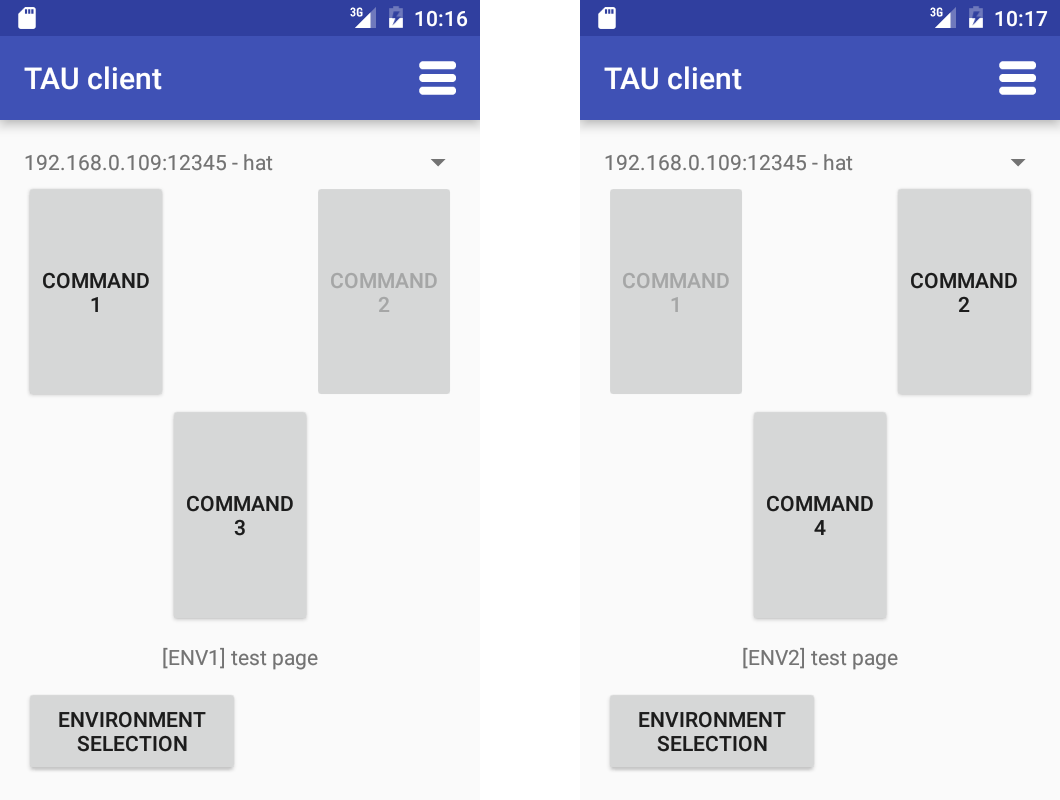 3G 10:16
TAU client
192.168.0.109:12345 - hat
COMMAND
1
COMMAND
2
COMMAND
3
[ENV1] test page
ENVIRONMENT
SELECTION
3G 10:17
TAU client
192.168.0.109:12345 - hat
COMMAND
1
COMMAND
2
COMMAND
4
[ENV2] test page
ENVIRONMENT
SELECTION